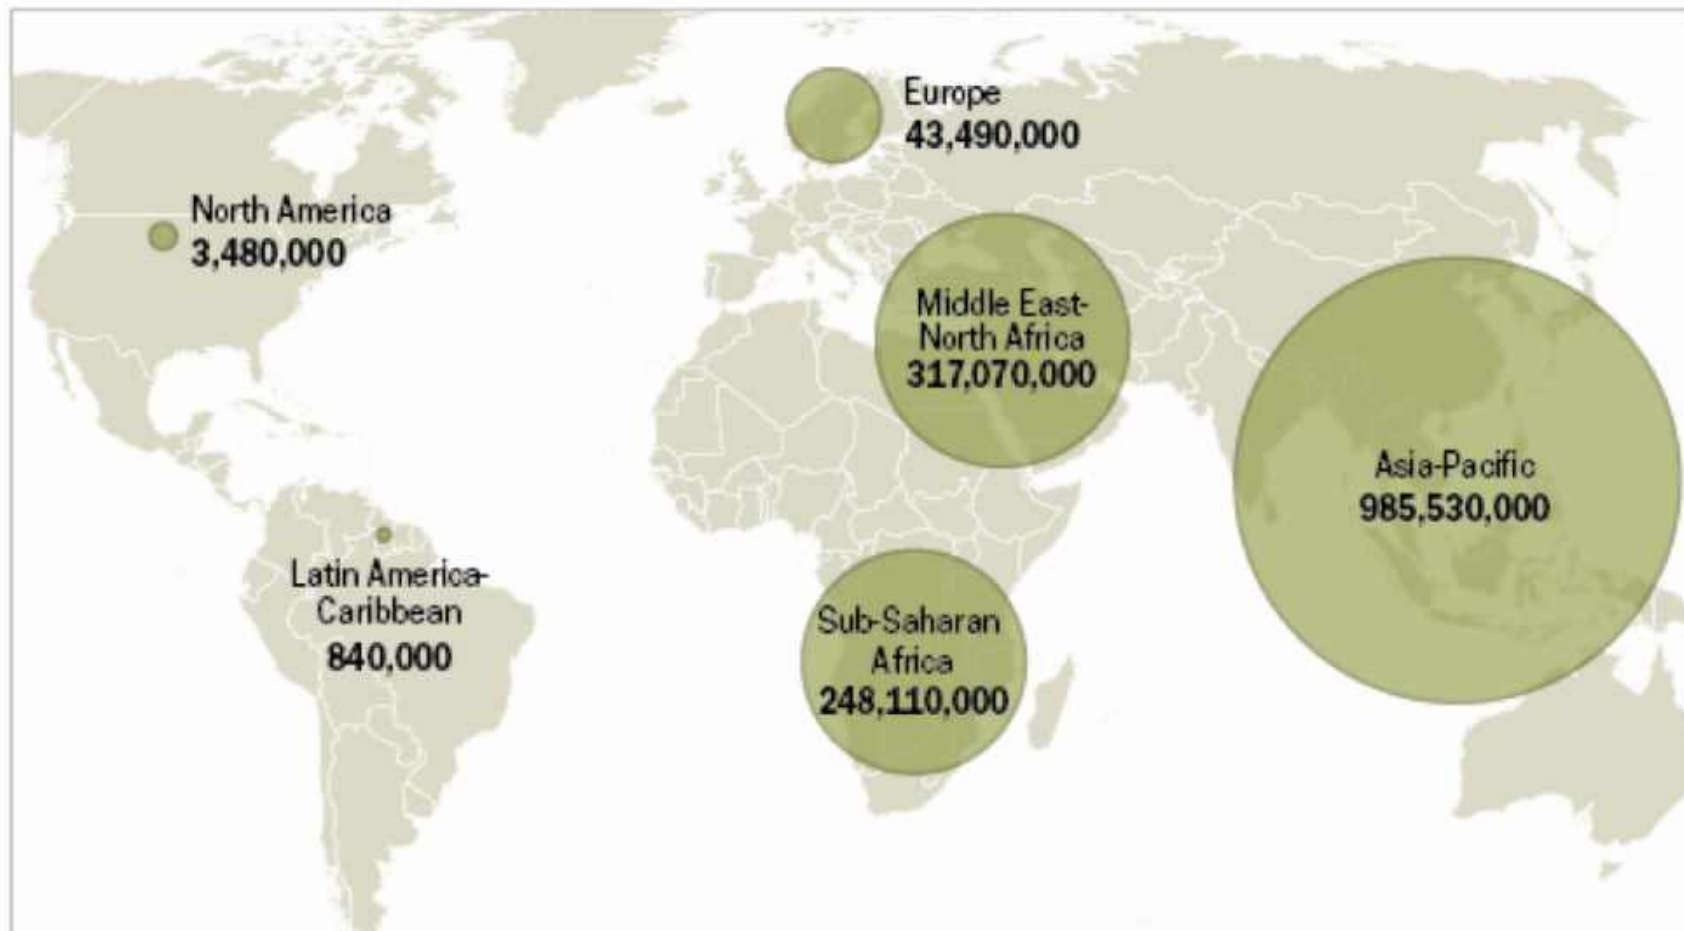 Europe
43,490,000
North America
3,480,000
Middle East-
North Africa
317,070,000
Asia-Pacific
985,530,000
Latin America-
Caribbean
840,000
Sub-Saharan
Africa
248,110,000